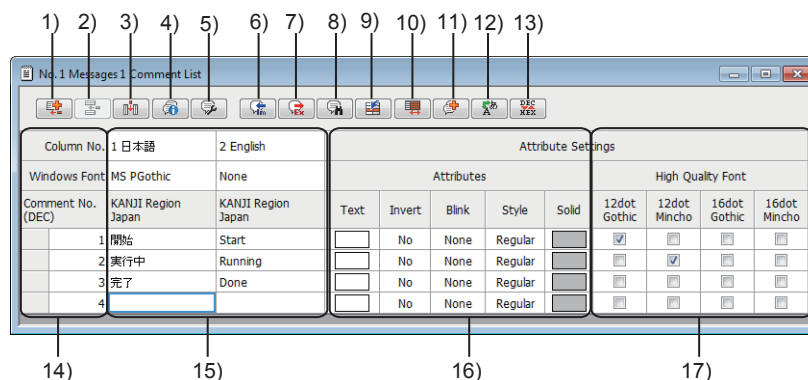 1) 2) 3) 4) 5) 6) 7) 8) 9) 10) 11) 12) 13)
No. 1 Messages 1 Comment List
Im Ex あ DEC HEX
Column No. 1 日本語 2 English Attribute Settings
Windows Font MS PGothic None Attributes High Quality Font
Comment No. (DEC) KANJI Region Japan KANJI Region Japan Text Invert Blink Style Solid 12dot Gothic 12dot Mincho 16dot Gothic 16dot Mincho
1 開始 Start No None Regular
2 実行中 Running No None Regular
3 完了 Done No None Regular
4 No None Regular
14) 15) 16) 17)